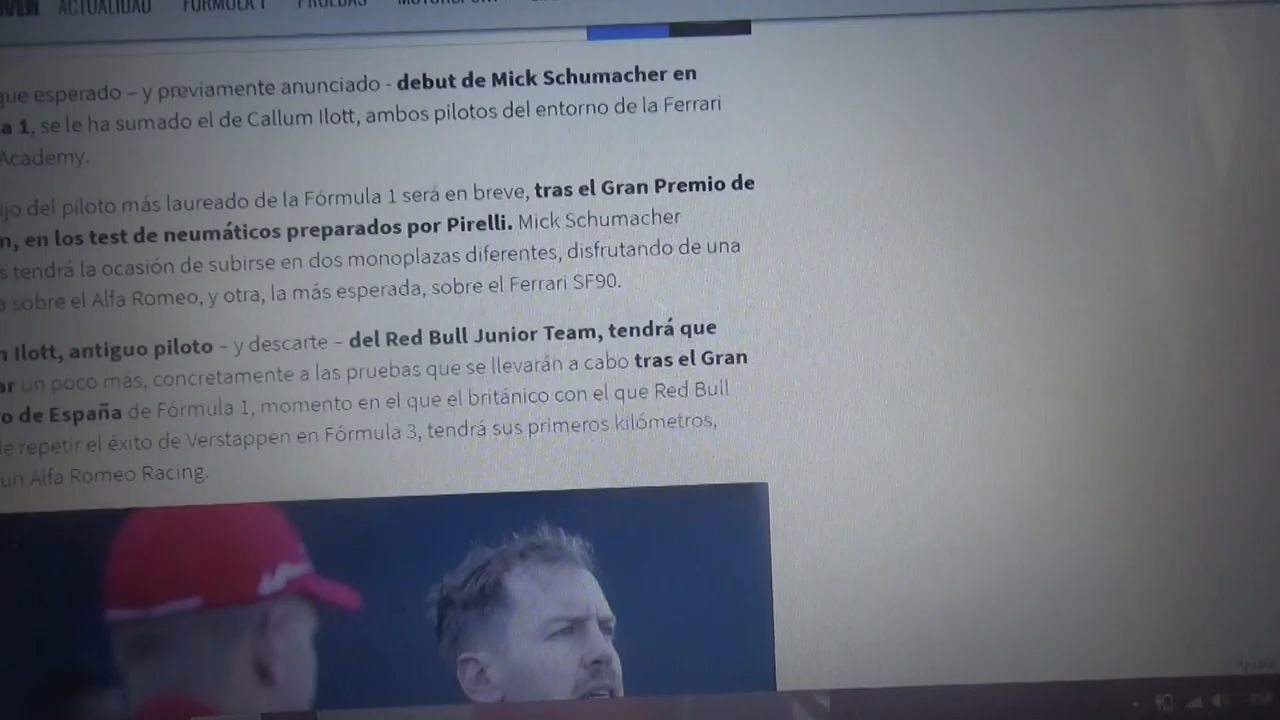 ACTUALIDAD FÓRMULA 1 PRUEBAS
que esperado – y previamente anunciado - debut de Mick Schumacher en
a 1, se le ha sumado el de Callum Ilott, ambos pilotos del entorno de la Ferrari
Academy.
ijo del piloto más laureado de la Fórmula 1 será en breve, tras el Gran Premio de
n, en los test de neumáticos preparados por Pirelli. Mick Schumacher
s tendrá la ocasión de subirse en dos monoplazas diferentes, disfrutando de una
a sobre el Alfa Romeo, y otra, la más esperada, sobre el Ferrari SF90.
n Ilott, antiguo piloto – y descarte – del Red Bull Junior Team, tendrá que
ar un poco más, concretamente a las pruebas que se llevarán a cabo tras el Gran
o de España de Fórmula 1, momento en el que el británico con el que Red Bull
de repetir el éxito de Verstappen en Fórmula 3, tendrá sus primeros kilómetros,
un Alfa Romeo Racing.